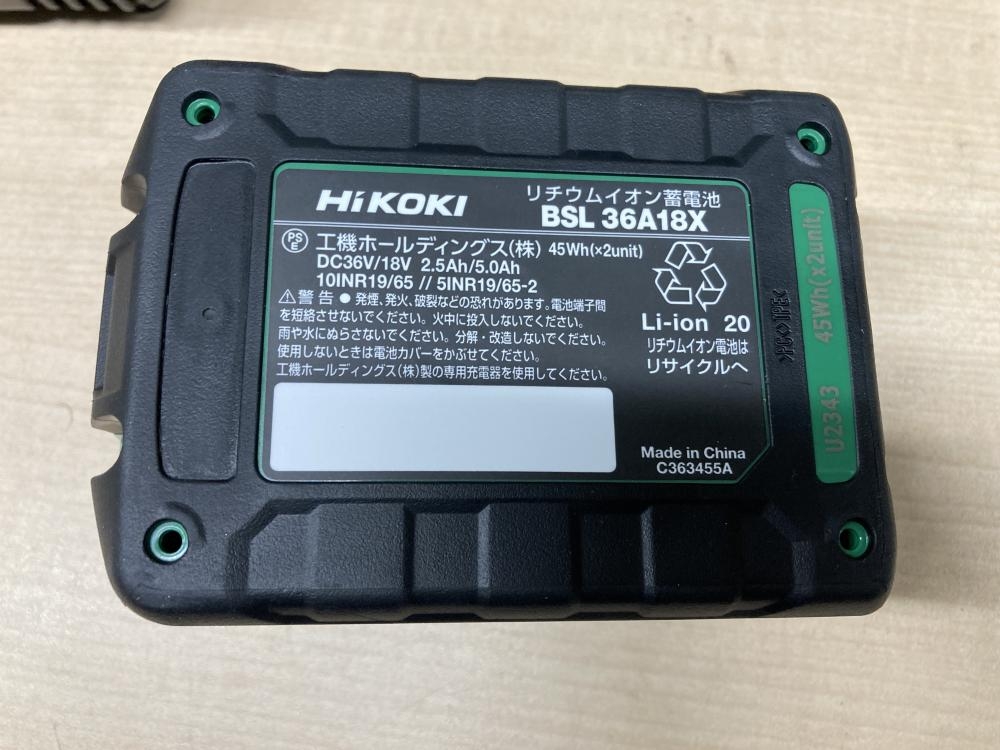 HiKOKI
リチウムイオン蓄電池
BSL 36A18X
PS
E
工機ホールディングス(株) 45Wh(×2unit)
DC36V/18V 2.5Ah/5.0Ah
10INR19/65 // 5INR19/65-2
⚠警告 ● 発煙、発火、破裂などの恐れがあります。電池端子間
を短絡させないでください。火中に投入しないでください。
雨や水にぬらさないでください。分解・改造しないでください。
使用しないときは電池カバーをかぶせてください。
工機ホールディングス(株)製の専用充電器を使用してください。
Li-ion 20
リチウムイオン電池は
リサイクルへ
Made in China
C363455A
U2343 45Wh(x2unit)